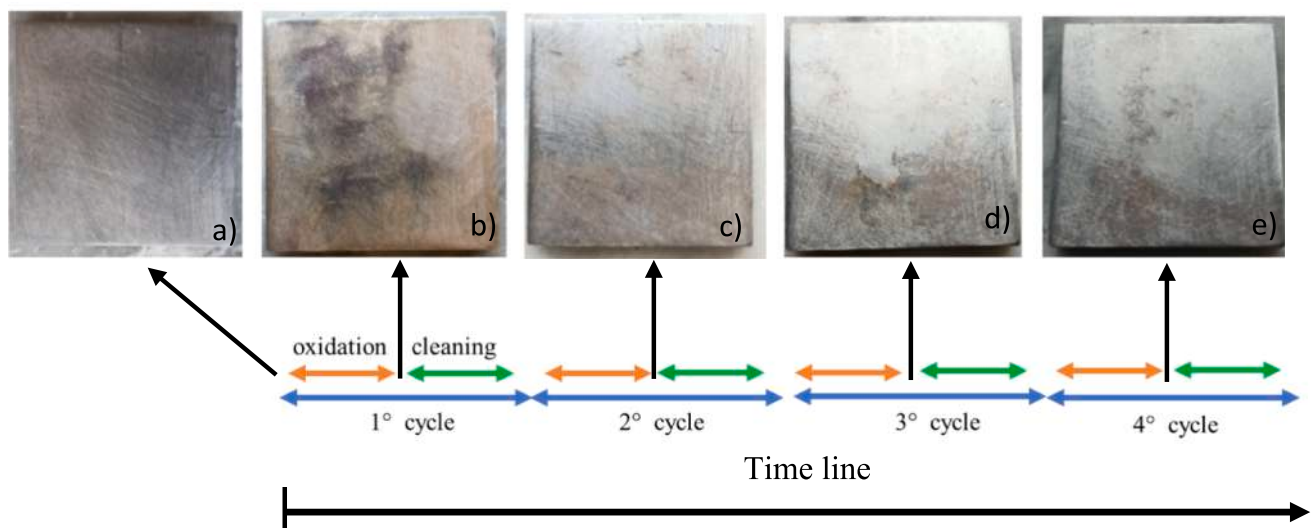 a)
b)
c)
d)
e)
oxidation
cleaning
1° cycle
2° cycle
3° cycle
4° cycle
Time line